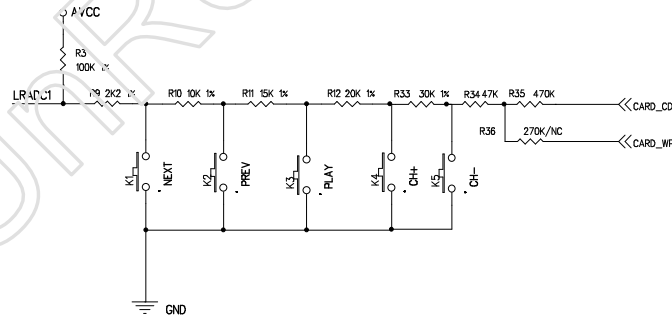 AVCC
R3
100K 1%
LRADC1
R9 2K2 1%
R10 10K 1%
R11 15K 1%
R12 20K 1%
R33 30K 1%
R34 47K
R35 470K
CARD_CD
R36 270K/NC
CARD_WP
K1
NEXT
K2
PREV
K3
PLAY
K4
CH+
K5
CH-
GND